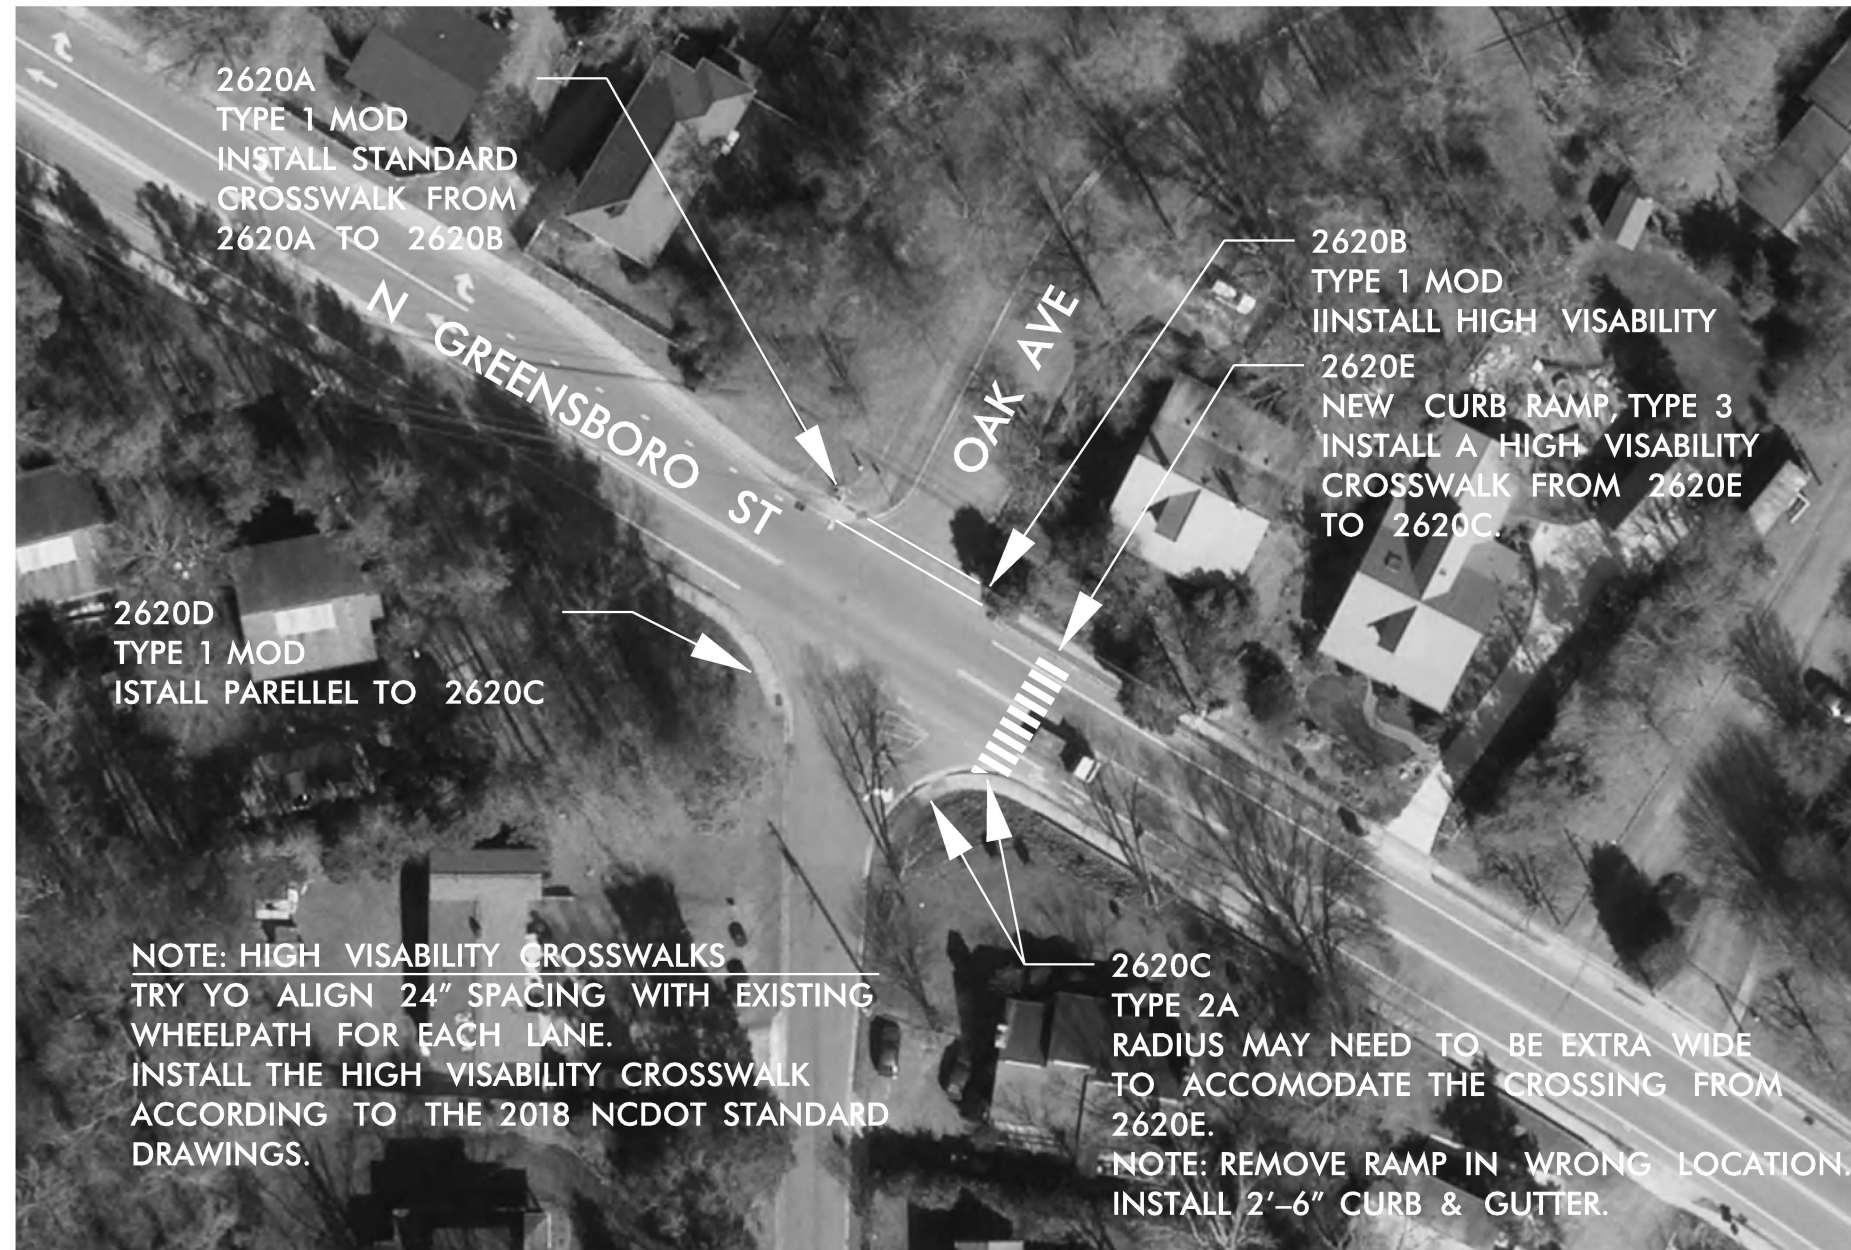 2620A
TYPE 1 MOD
INSTALL STANDARD
CROSSWALK FROM
2620A TO 2620B
2620B
TYPE 1 MOD
IINSTALL HIGH VISABILITY
2620E
NEW CURB RAMP, TYPE 3
INSTALL A HIGH VISABILITY
CROSSWALK FROM 2620E
TO 2620C.
N GREENSBORO ST
OAK AVE
2620D
TYPE 1 MOD
ISTALL PARELLEL TO 2620C
NOTE: HIGH VISABILITY CROSSWALKS
TRY YO ALIGN 24" SPACING WITH EXISTING
WHEELPATH FOR EACH LANE.
INSTALL THE HIGH VISABILITY CROSSWALK
ACCORDING TO THE 2018 NCDOT STANDARD
DRAWINGS.
2620C
TYPE 2A
RADIUS MAY NEED TO BE EXTRA WIDE
TO ACCOMODATE THE CROSSING FROM
2620E.
NOTE: REMOVE RAMP IN WRONG LOCATION.
INSTALL 2'–6" CURB & GUTTER.